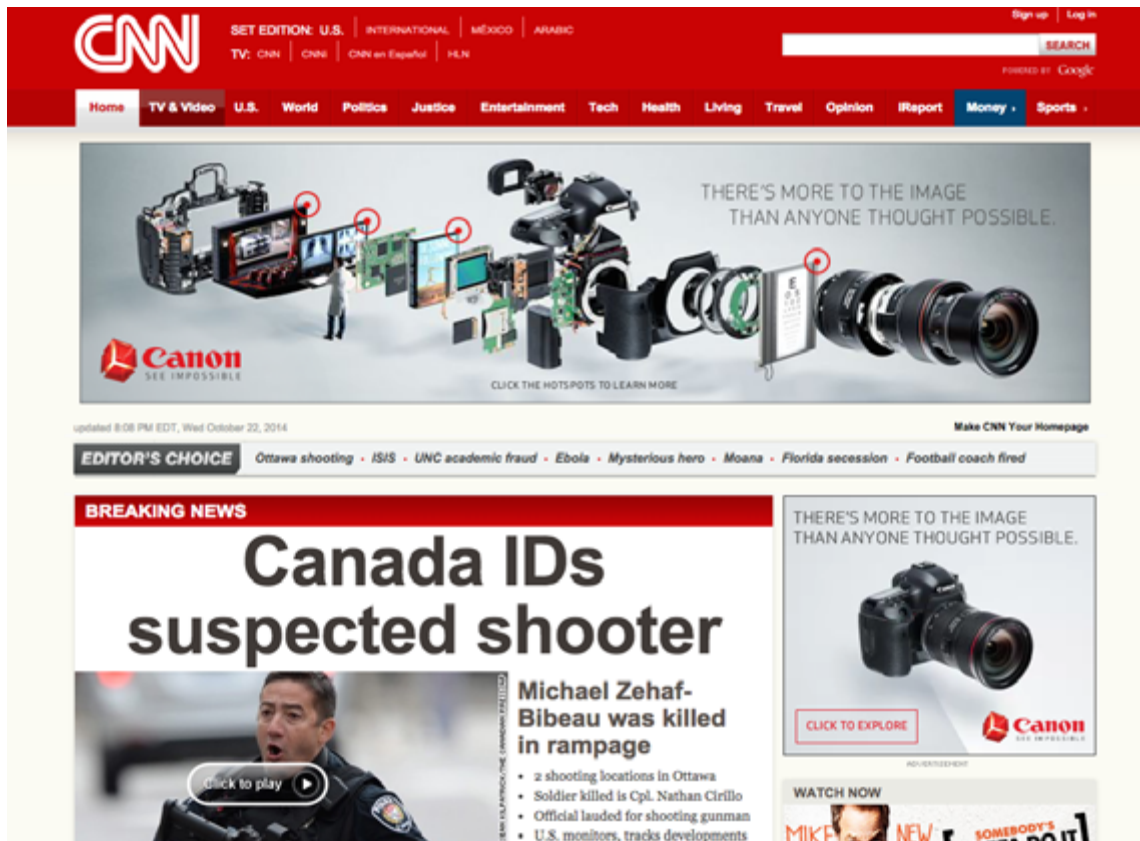 CNN
SET EDITION: U.S. INTERNATIONAL MÉXICO ARABIC
TV: CNN CNNI CNN en Español HLN
Sign up Log in
SEARCH
POWERED BY Google
Home TV & Video U.S. World Politics Justice Entertainment Tech Health Living Travel Opinion iReport Money Sports
THERE'S MORE TO THE IMAGE
THAN ANYONE THOUGHT POSSIBLE.
Canon
SEE IMPOSSIBLE
CLICK THE HOTSPOTS TO LEARN MORE
updated 8:08 PM EDT, Wed October 22, 2014
Make CNN Your Homepage
EDITOR'S CHOICE Ottawa shooting • ISIS • UNC academic fraud • Ebola • Mysterious hero • Moana • Florida secession • Football coach fired
BREAKING NEWS
Canada IDs
suspected shooter
Click to play
Michael Zehaf-
Bibeau was killed
in rampage
• 2 shooting locations in Ottawa
• Soldier killed is Cpl. Nathan Cirillo
• Official lauded for shooting gunman
• U.S. monitors, tracks developments
THERE'S MORE TO THE IMAGE
THAN ANYONE THOUGHT POSSIBLE.
CLICK TO EXPLORE
Canon
SEE IMPOSSIBLE
ADVERTISEMENT
WATCH NOW
MIKE NEW SOMEBODY'S